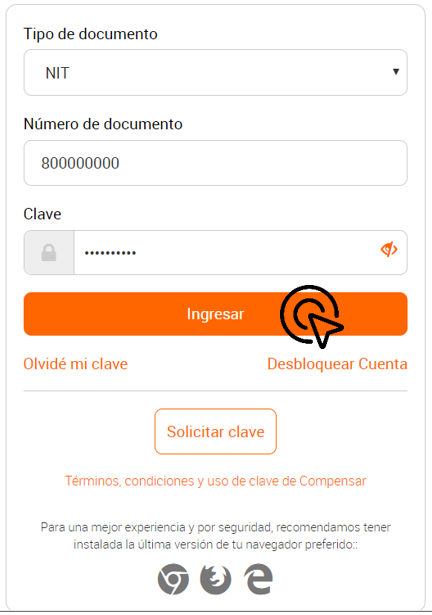 Tipo de documento
NIT
Número de documento
800000000
Clave
••••••••••
Ingresar
Olvidé mi clave
Desbloquear Cuenta
Solicitar clave
Términos, condiciones y uso de clave de Compensar
Para una mejor experiencia y por seguridad, recomendamos tener
instalada la última versión de tu navegador preferido::